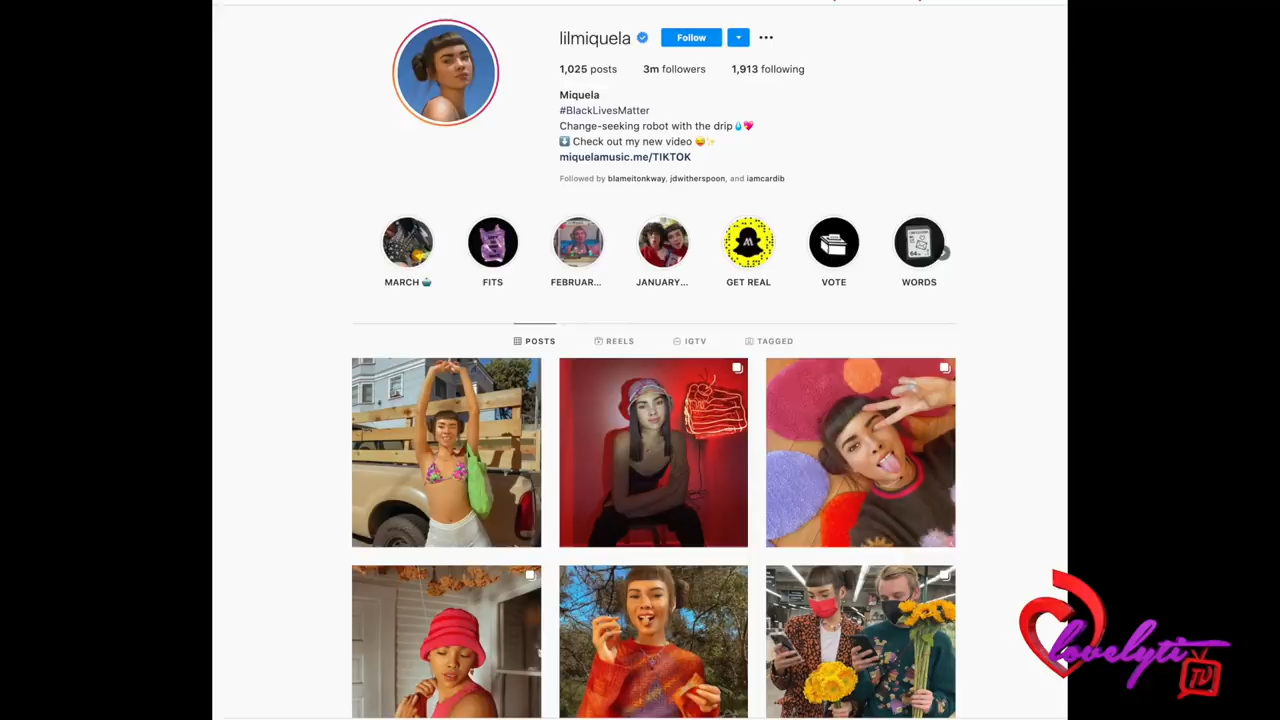 lilmiquela Follow
1,025 posts 3m followers 1,913 following
Miquela
#BlackLivesMatter
Change-seeking robot with the drip💧💖
⬇️ Check out my new video 😜✨
miquelamusic.me/TIKTOK
Followed by blameitonkway, jdwitherspoon, and iamcardib
MARCH FITS FEBRUAR... JANUARY... GET REAL VOTE WORDS
POSTS REELS IGTV TAGGED
lovelyti
TV